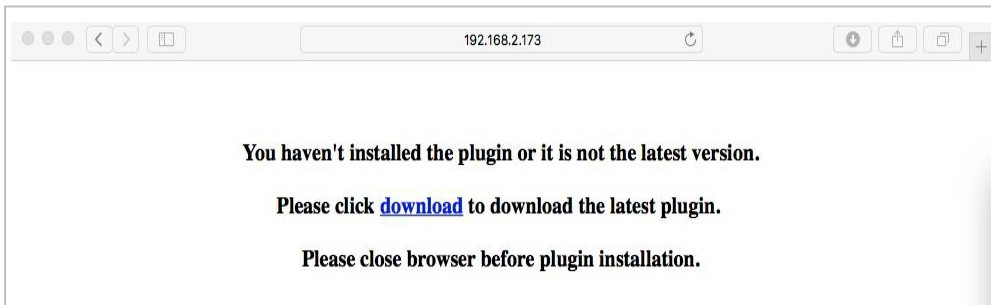 192.168.2.173
You haven't installed the plugin or it is not the latest version.
Please click download to download the latest plugin.
Please close browser before plugin installation.